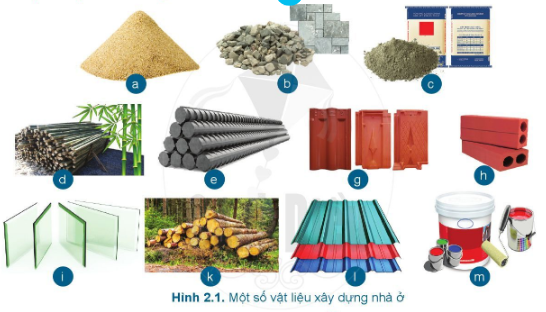 a
b
c
d
e
g
h
i
k
l
m
Hình 2.1. Một số vật liệu xây dựng nhà ở